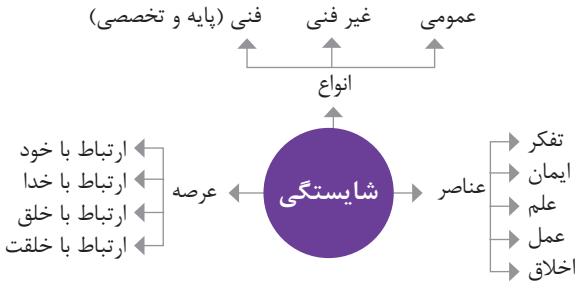 عمومی
غیر فنی
فنی (پایه و تخصصی)
انواع
شایستگی
عناصر
تفکر
ایمان
علم
عمل
اخلاق
عرصه
ارتباط با خود
ارتباط با خدا
ارتباط با خلق
ارتباط با خلقت